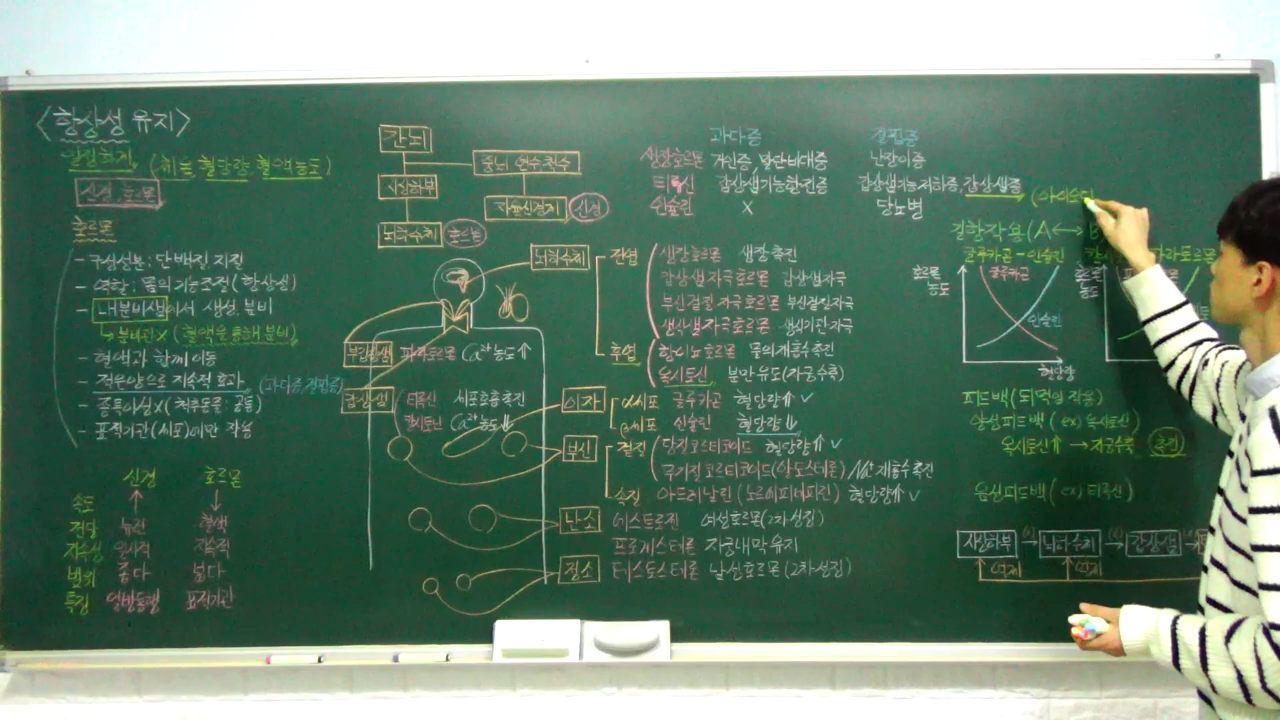 <항상성 유지>
일정하게, (체온, 혈당량, 혈액농도)
신경, 호르몬
호르몬
- 구성성분 : 단백질, 지질
- 역할 : 몸의 기능조절 (항상성)
- 내분비샘에서 생성, 분비
↳ 분비관X (혈액을 통해 분비)
- 혈액과 함께 이동
- 적은양으로 지속적 효과 (과다증, 결핍증)
- 종특이성X (척추동물 : 공통)
- 표적기관(세포)에만 작용
신경 호르몬
속도 ↑ ↓
전달 뉴런 혈액
지속성 일시적 지속적
범위 좁다 넓다
특징 일방통행 표적기관
간뇌
중뇌, 연수, 척수
시상하부
자율신경계 신경
뇌하수체 호르몬
뇌하수체
전엽
생장호르몬 생장촉진
갑상샘자극호르몬 갑상샘자극
부신겉질자극호르몬 부신겉질자극
생식샘자극호르몬 생식기관자극
후엽
항이뇨호르몬 물의재흡수촉진
옥시토신 분만유도(자궁수축)
부갑상샘 파라토르몬 Ca²⁺농도↑
갑상샘 티록신 세포호흡촉진
칼시토닌 Ca²⁺농도↓
이자
α세포 글루카곤 혈당량↑ ✓
β세포 인슐린 혈당량↓
부신
겉질 당질코르티코이드 혈당량↑ ✓
무기질코르티코이드(알도스테론) Na⁺재흡수촉진
속질 아드레날린 (노르에피네피린) 혈당량↑ ✓
난소 에스트로젠 여성호르몬(2차성징)
프로게스테론 자궁내막유지
정소 테스토스테론 남성호르몬(2차성징)
과다증 결핍증
생장호르몬 거인증, 말단비대증 난쟁이증
티록신 갑상샘기능항진증 갑상샘기능저하증, 갑상샘종
인슐린 X 당뇨병
길항작용(A↔
글루카곤-인슐린
호르몬농도
글루카곤
인슐린
혈당량
호르몬농도
피드백(되먹임 작용)
양성피드백 (ex) 옥시토신)
옥시토신↑ → 자궁수축 촉진
음성피드백 (ex) 티록신)
시상하부 → 뇌하수체 → 갑상샘
억제 억제